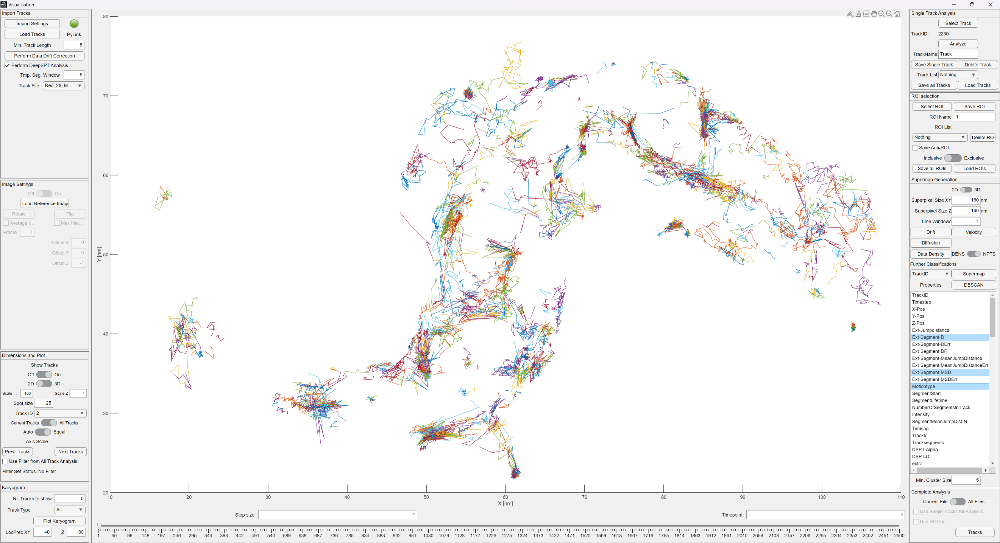 Visualisation
Import Tracks
Import Settings
Load Tracks PyLink
Min. Track Length 5
Perform Data Drift Correction
Perform DeepSPT Analysis
Tmp. Seg. Window 5
Track File Red_28_M...
Image Settings
Off On
Load Reference Imag
Rotate Flip
Average I... Max Inte...
Frame 1
Offset X 0
Offset Y 0
Offset Z -1
Dimensions and Plot
Show Tracks
Off On
2D 3D
Scale ... 160 Scale Z 1
Spot size 25
Track ID 2
Current Tracks All Tracks
Auto Equal
Axis Scale
Prev. Tracks Next Tracks
Use Filter from All Track Analysis
Filter Set Status: No Filter
Karyogram
Nr. Tracks to show 0
Track Type All
Plot Karyogram
LocPrec XY 40 Z 80
80
70
60
50
40
30
20
Y [nm]
10 20 30 40 50 60 70 80 90 100 110
X [nm]
Step size 1 Timepoint 4
1 50 99 148 197 246 295 344 393 442 491 540 589 638 687 736 785 834 883 932 981 1030 1079 1128 1177 1226 1275 1324 1373 1422 1471 1520 1569 1618 1667 1716 1765 1814 1863 1912 1961 2010 2059 2108 2157 2206 2255 2304 2353 2402 2451 2500
Single Track Analysis
Select Track
TrackID: 2230
Analyze
TrackName Track
Save Single Track Delete Track
Track List Nothing
Save all Tracks Load Tracks
ROI selection
Select ROI Save ROI
ROI Name 1
ROI List
Nothing Delete RO
Save Anti-ROI
Inclusive Exclusive
Save all ROIs Load ROIs
Supermap Generation
2D 3D
Superpixel Size XY 160 nm
Superpixel Size Z 160 nm
Time Windows 1
Drift Velocity
Diffusion
Data Density DENS NPTS
Further Classifications
TrackID Supermap
Properties DBSCAN
TrackID
Timestep
X-Pos
Y-Pos
Z-Pos
Ext-Jumpdistance
Ext-Segment-D
Ext-Segment-DErr
Ext-Segment-DR
Ext-Segment-MeanJumpDistance
Ext-Segment-MeanJumpDistanceErr
Ext-Segment-MSD
Ext-Segment-MSDErr
Motiontype
SegmentStart
SegmentLifetime
NumberOfSegmentsInTrack
Intensity
SegmentMeanJumpDist-N
Timelag
TrackId
Tracksegments
DSPT-Alpha
DSPT-D
extra
Min. Cluster Size 5
Complete Analysis
Current File All Files
Use Single Tracks for Analysis
Use ROI for ...
Tracks